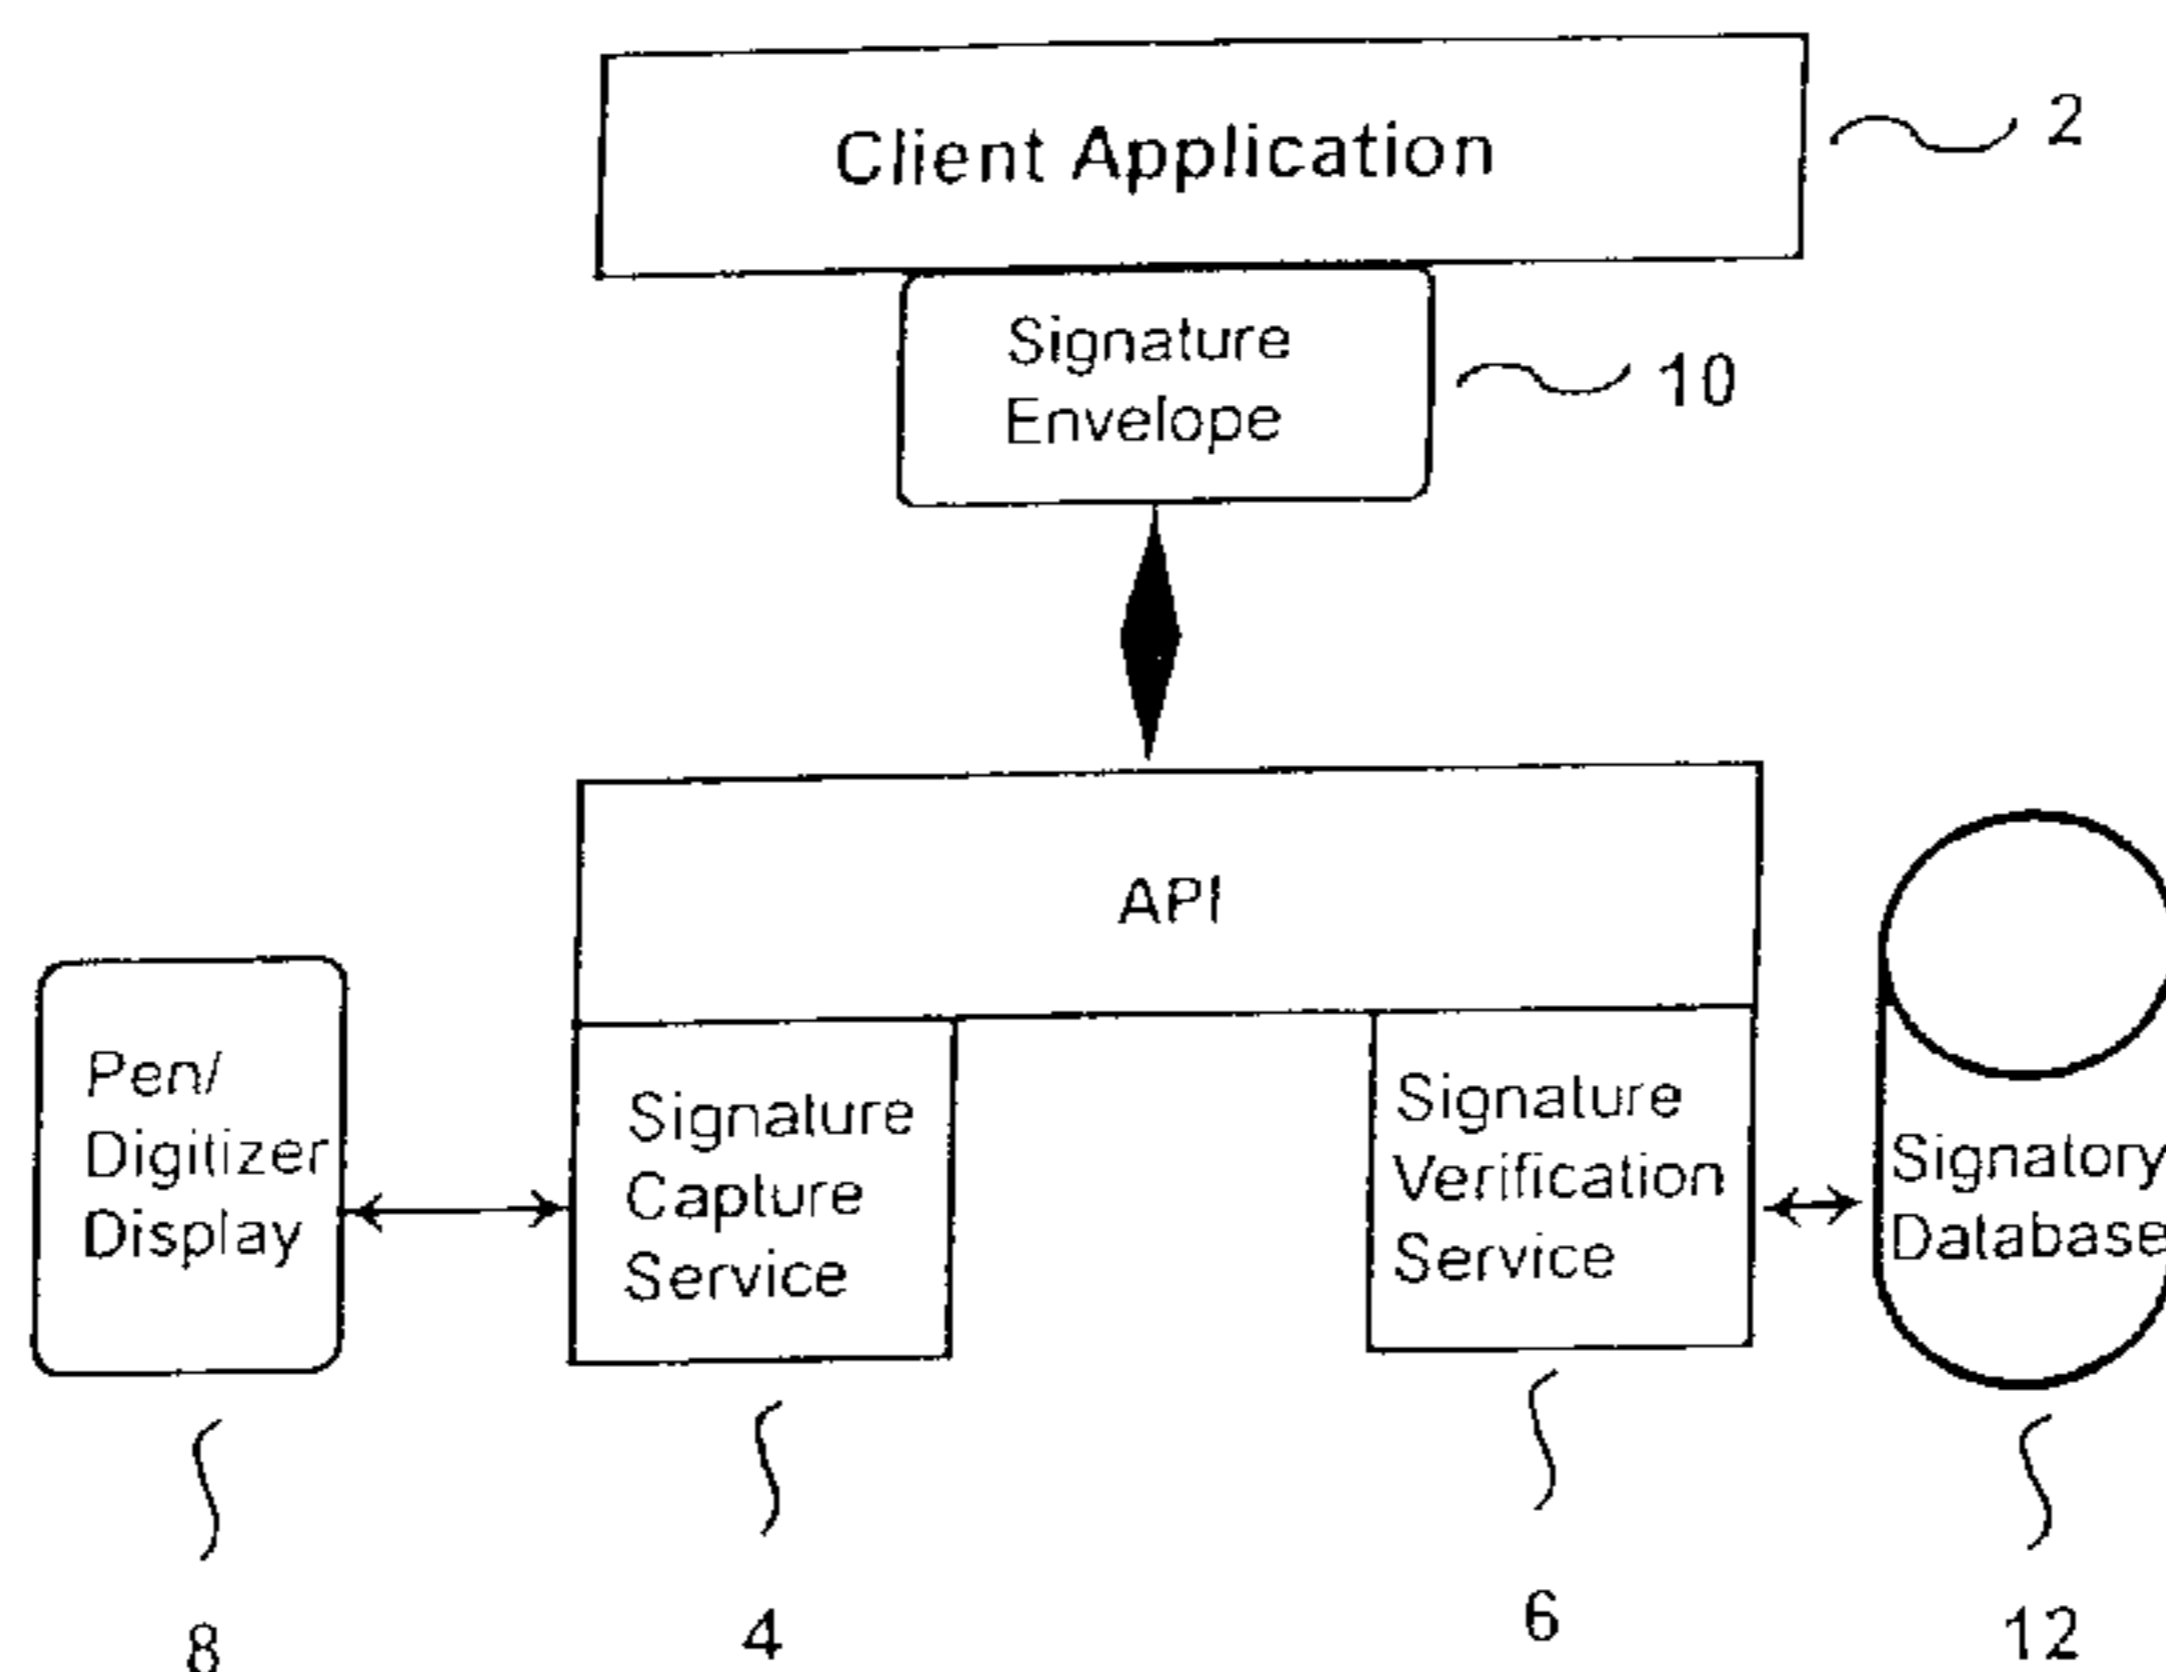 Client Application
2
Signature
Envelope
10
API
Pen/
Digitizer
Display
Signature
Capture
Service
Signature
Verification
Service
Signatory
Database
8
4
6
12